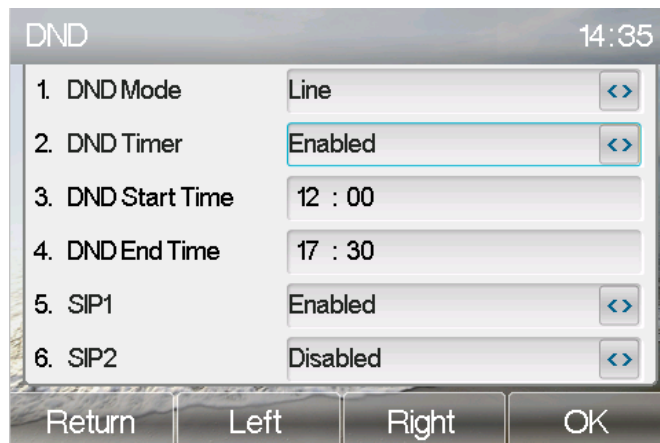 DND 14:35
1. DND Mode Line
2. DND Timer Enabled
3. DND Start Time 12 : 00
4. DND End Time 17 : 30
5. SIP1 Enabled
6. SIP2 Disabled
Return Left Right OK